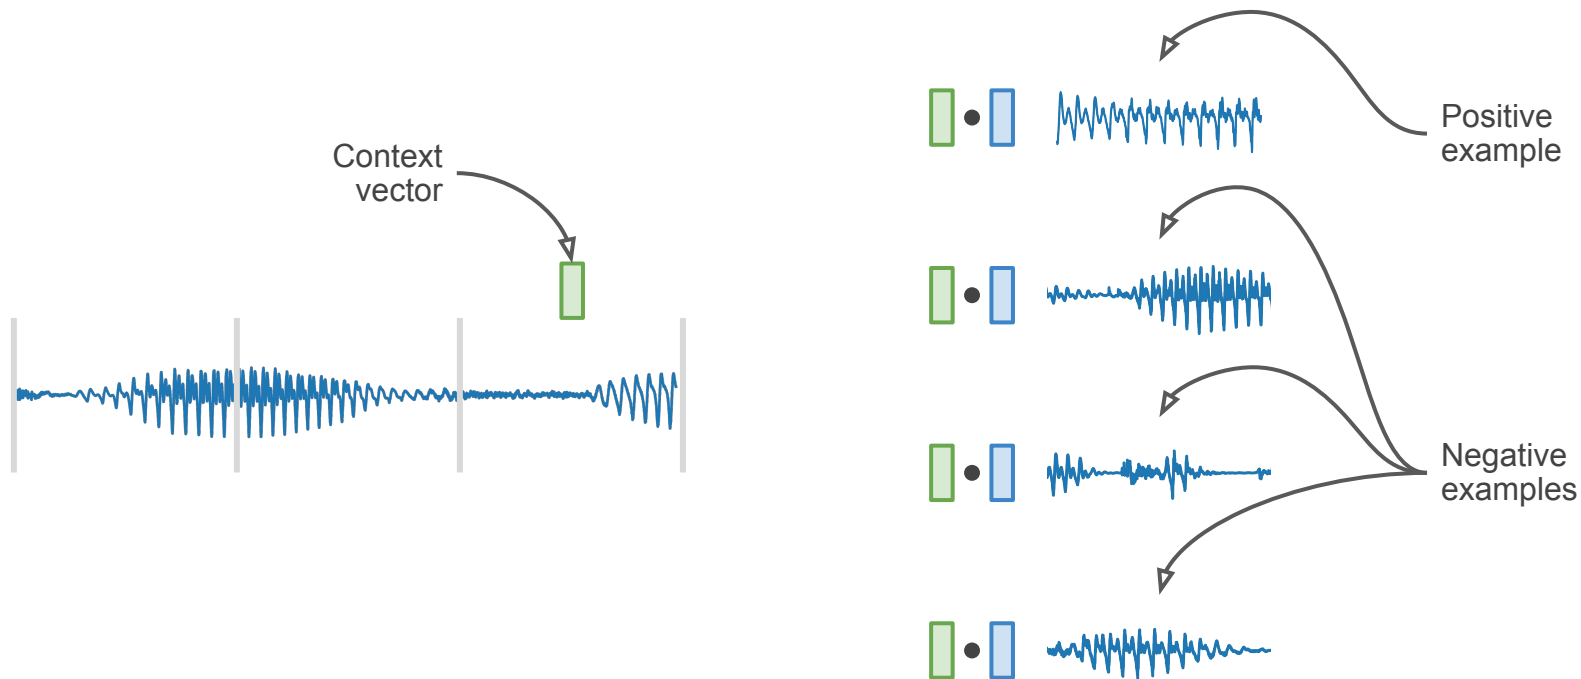 Context
vector
Positive
example
Negative
examples